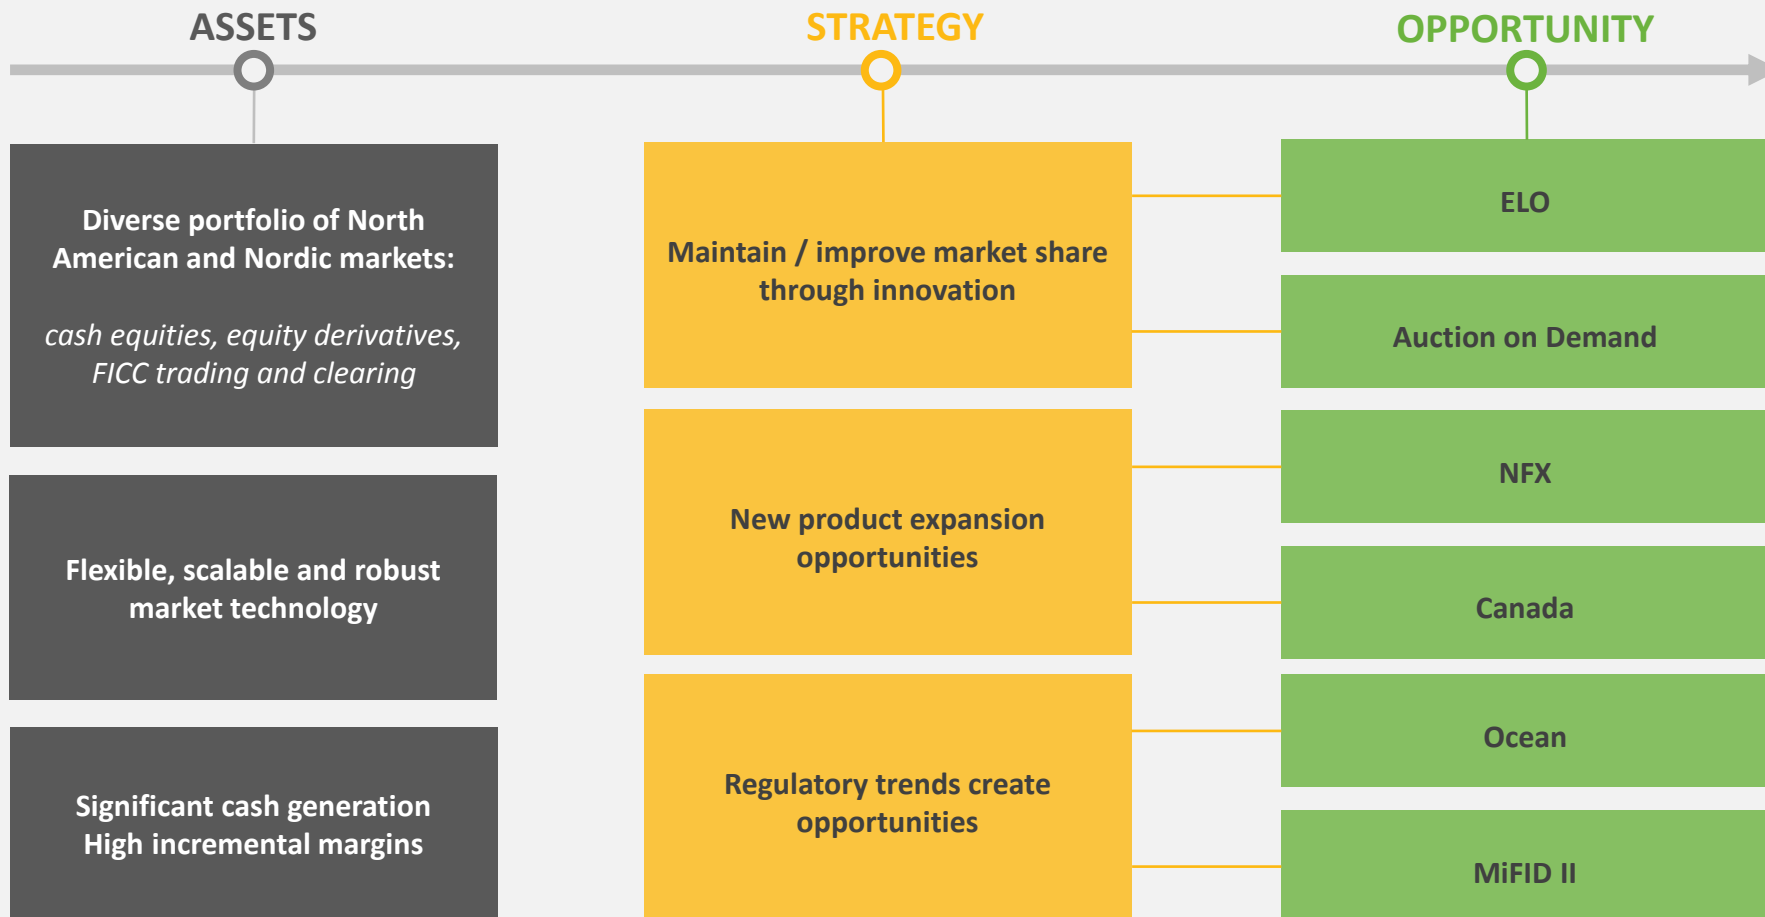 ASSETS
STRATEGY
OPPORTUNITY
Diverse portfolio of North
American and Nordic markets:
cash equities, equity derivatives,
FICC trading and clearing
Flexible, scalable and robust
market technology
Significant cash generation
High incremental margins
Maintain / improve market share
through innovation
New product expansion
opportunities
Regulatory trends create
opportunities
ELO
Auction on Demand
NFX
Canada
Ocean
MiFID II